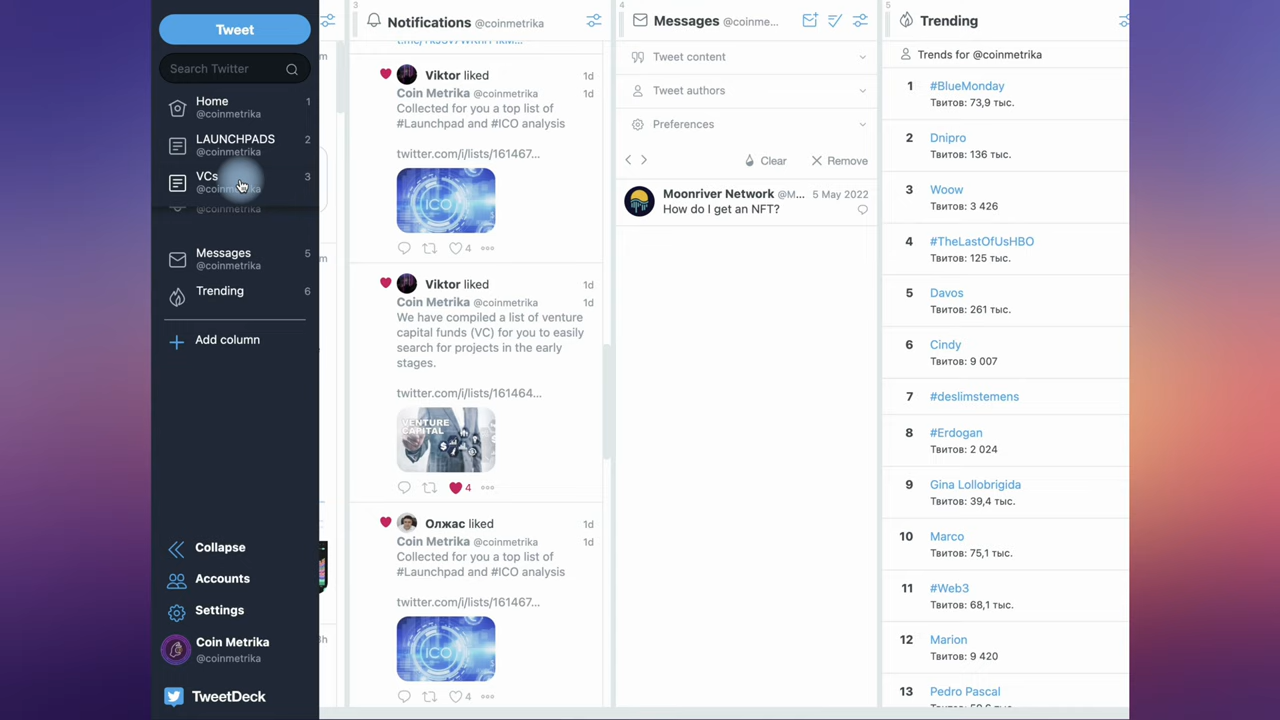 Tweet
Search Twitter
Home
@coinmetrika
1
LAUNCHPADS
@coinmetrika
2
VCs
3
@coinmetrika
Messages
@coinmetrika
5
Trending
6
Add column
Collapse
Accounts
Settings
Coin Metrika
@coinmetrika
TweetDeck
3
Notifications @coinmetrika
Viktor liked 1d
Coin Metrika @coinmetrika 1d
Collected for you a top list of
#Launchpad and #ICO analysis
twitter.com/i/lists/161467...
ICO
4
Viktor liked 1d
Coin Metrika @coinmetrika 1d
We have compiled a list of venture
capital funds (VC) for you to easily
search for projects in the early
stages.
twitter.com/i/lists/161464...
VENTURE
CAPITAL
4
Олжас liked 1d
Coin Metrika @coinmetrika 1d
Collected for you a top list of
#Launchpad and #ICO analysis
twitter.com/i/lists/161467...
ICO
4
4
Messages @coinme...
Tweet content
Tweet authors
Preferences
Clear Remove
Moonriver Network @M... 5 May 2022
How do I get an NFT?
5
Trending
Trends for @coinmetrika
1 #BlueMonday
Твитов: 73,9 тыс.
2 Dnipro
Твитов: 136 тыс.
3 Woow
Твитов: 3 426
4 #TheLastOfUsHBO
Твитов: 125 тыс.
5 Davos
Твитов: 261 тыс.
6 Cindy
Твитов: 9 007
7 #deslimstemens
8 #Erdogan
Твитов: 2 024
9 Gina Lollobrigida
Твитов: 39,4 тыс.
10 Marco
Твитов: 75,1 тыс.
11 #Web3
Твитов: 68,1 тыс.
12 Marion
Твитов: 9 420
13 Pedro Pascal